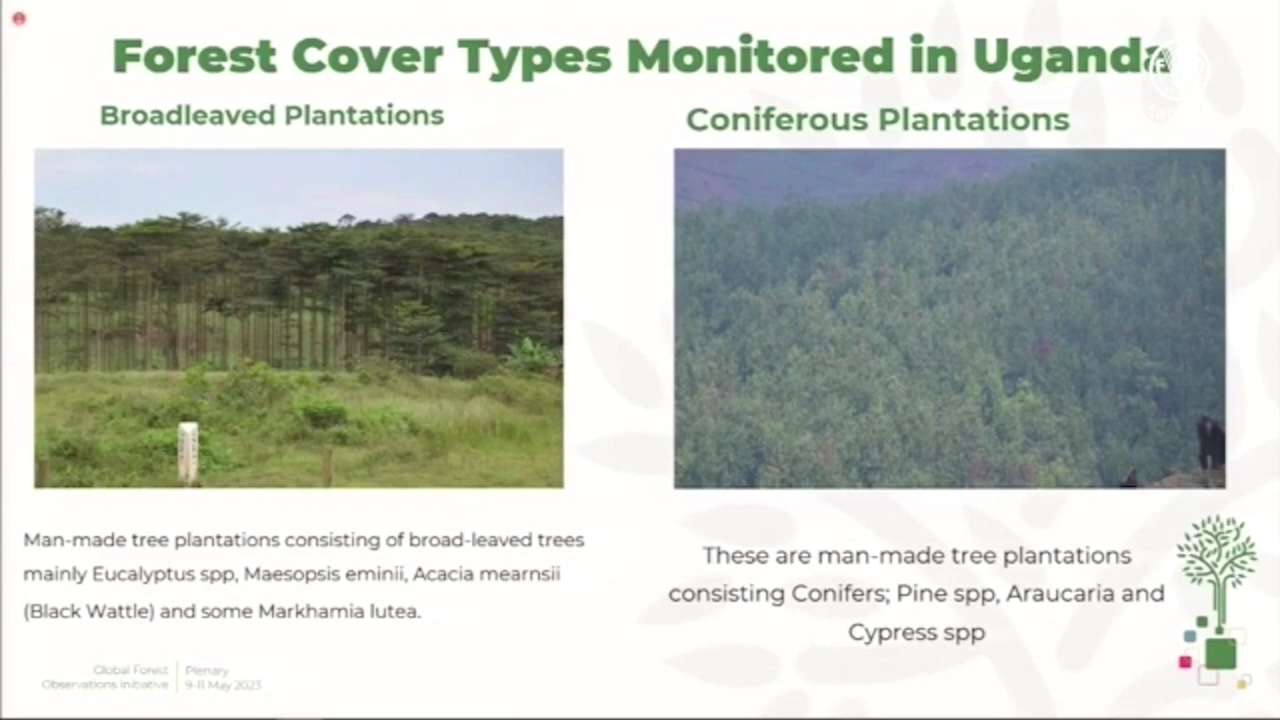 Forest Cover Types Monitored in Uganda
Broadleaved Plantations
Coniferous Plantations
Man-made tree plantations consisting of broad-leaved trees
mainly Eucalyptus spp, Maesopsis eminii, Acacia mearnsii
(Black Wattle) and some Markhamia lutea.
These are man-made tree plantations
consisting Conifers; Pine spp, Araucaria and
Cypress spp
Global Forest
Observations Initiative
Plenary
9-11 May 2023